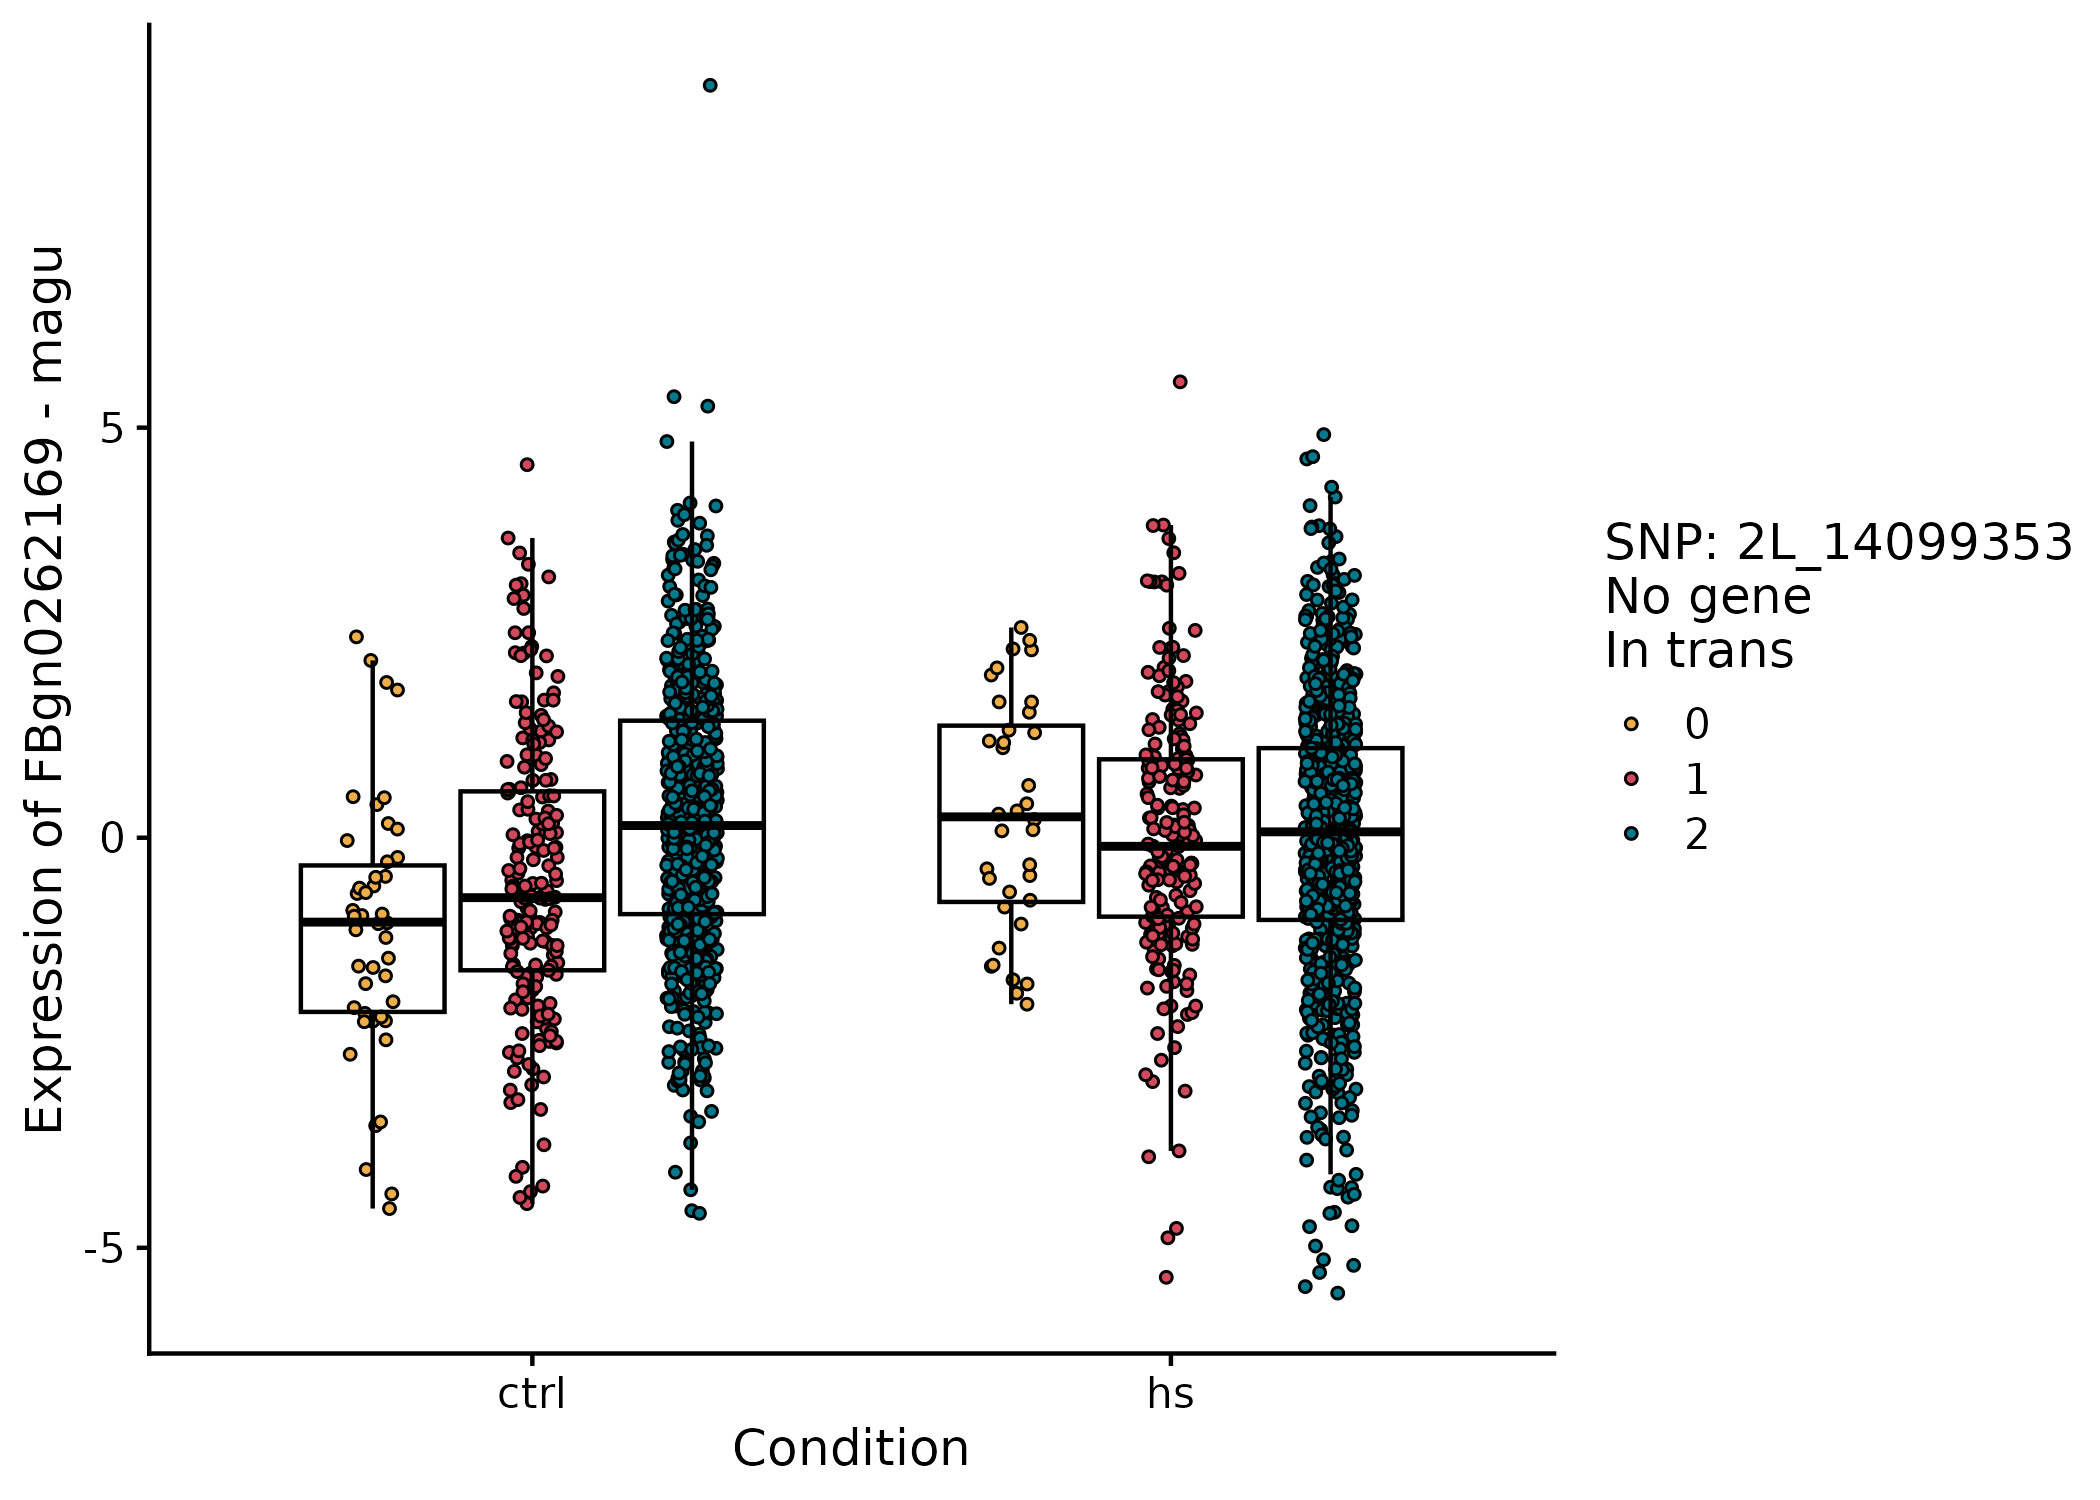 Expression of FBgn0262169 - magu
5
0
-5
ctrl
hs
Condition
SNP: 2L_14099353
No gene
In trans
0
1
2